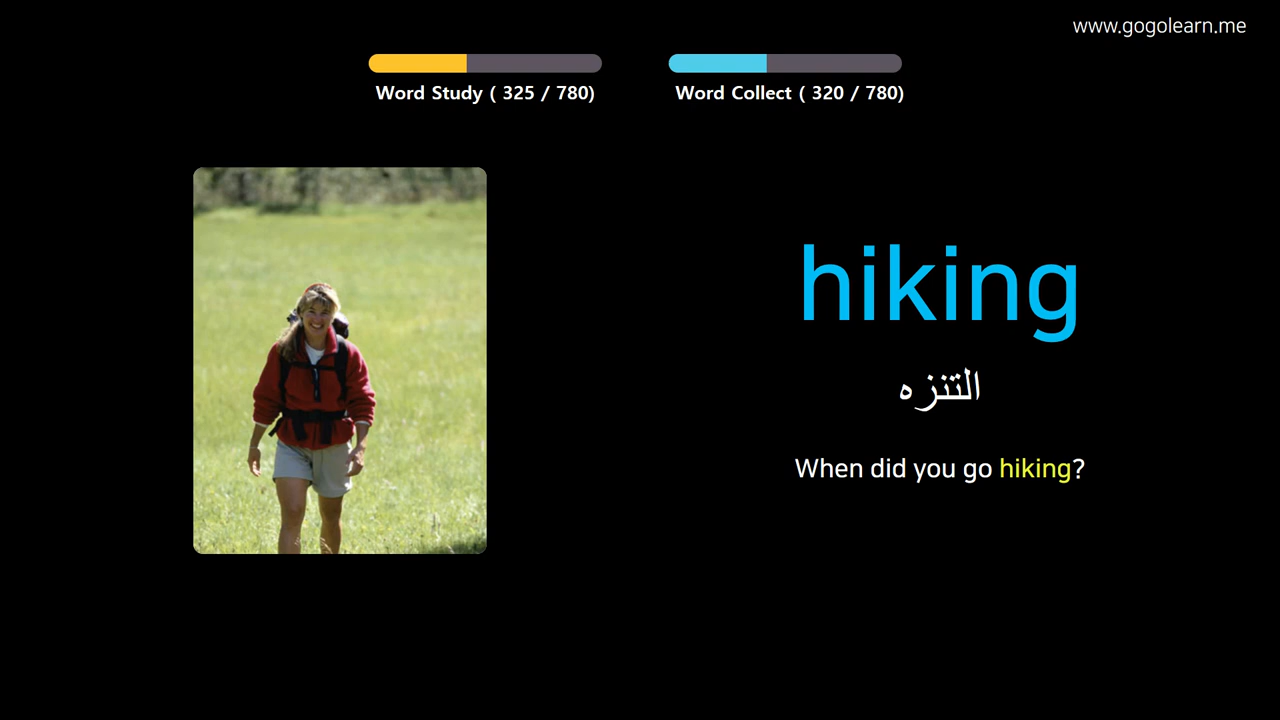 www.gogolearn.me
Word Study ( 325 / 780)
Word Collect ( 320 / 780)
hiking
التنزه
When did you go hiking?